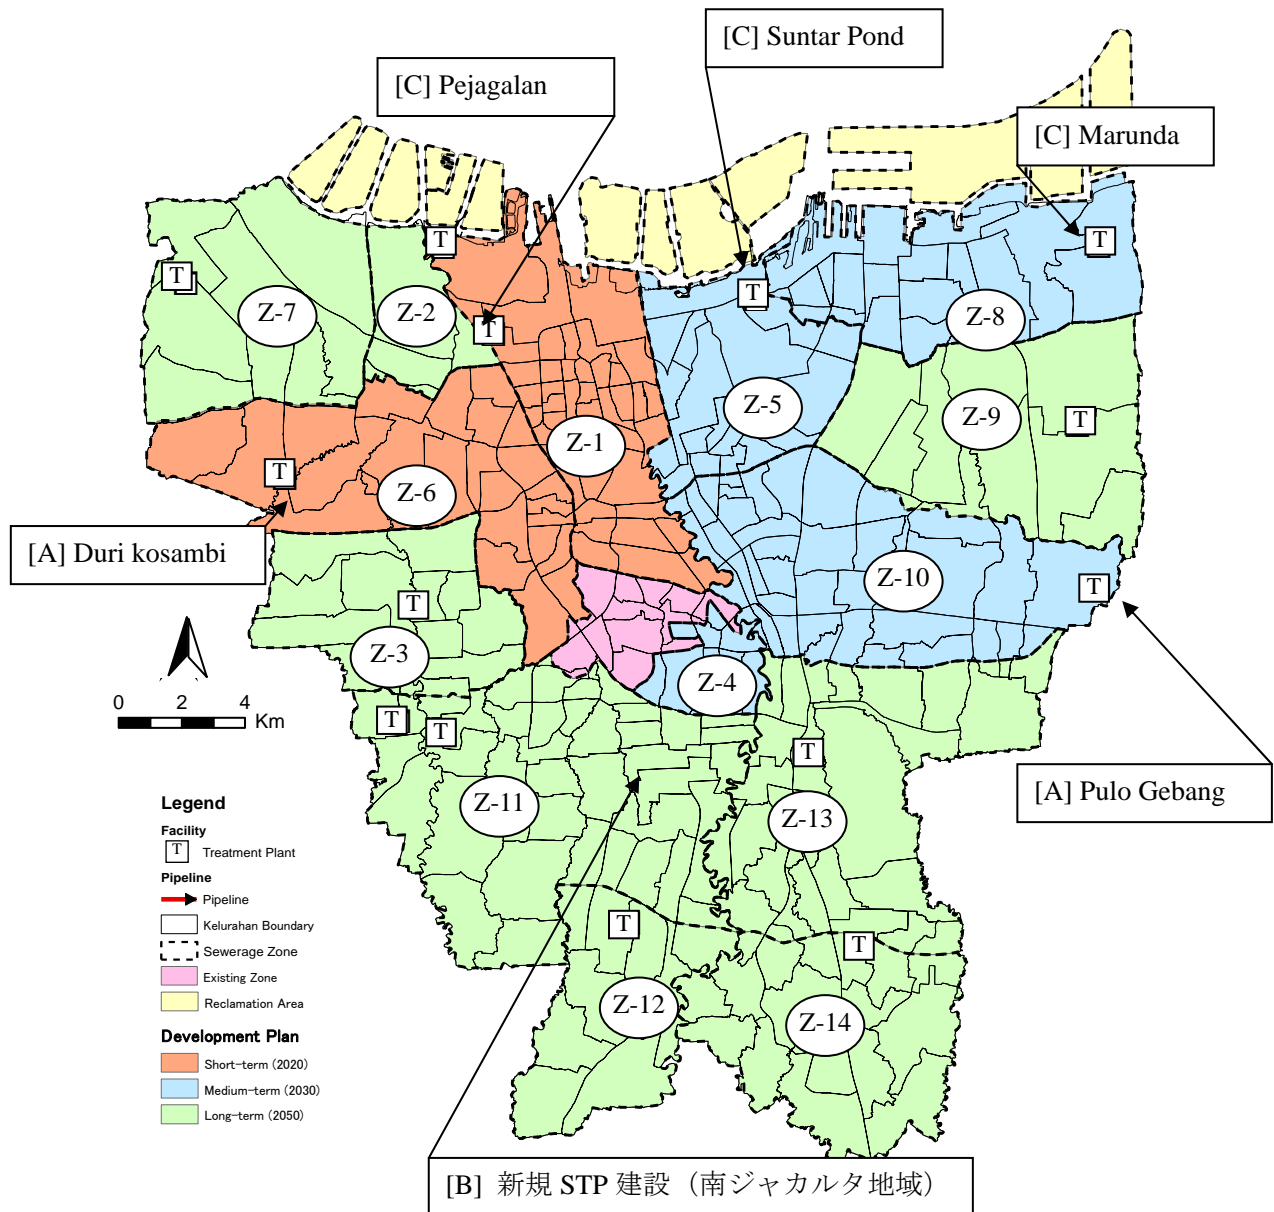 [C] Suntar Pond
[C] Pejagalan
[C] Marunda
T
T
T
T
T
Z-7
Z-2
Z-8
Z-5
Z-9
T
Z-1
T
Z-6
[A] Duri kosambi
Z-10
T
T
Z-3
Z-4
0 2 4
Km
T
T
T
[A] Pulo Gebang
Z-11
Z-13
Legend
Facility
T Treatment Plant
Pipeline
Pipeline
Kelurahan Boundary
Sewerage Zone
Existing Zone
Reclamation Area
Development Plan
Short-term (2020)
Medium-term (2030)
Long-term (2050)
T
T
Z-12
Z-14
[B] 新規 STP 建設（南ジャカルタ地域）